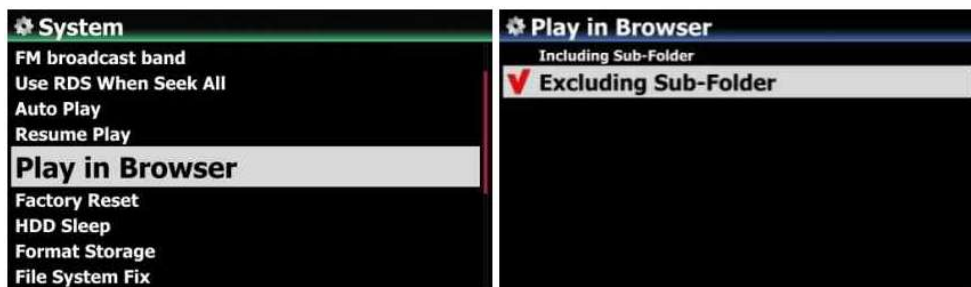 System
FM broadcast band
Use RDS When Seek All
Auto Play
Resume Play
Play in Browser
Factory Reset
HDD Sleep
Format Storage
File System Fix
Play in Browser
Including Sub-Folder
Excluding Sub-Folder